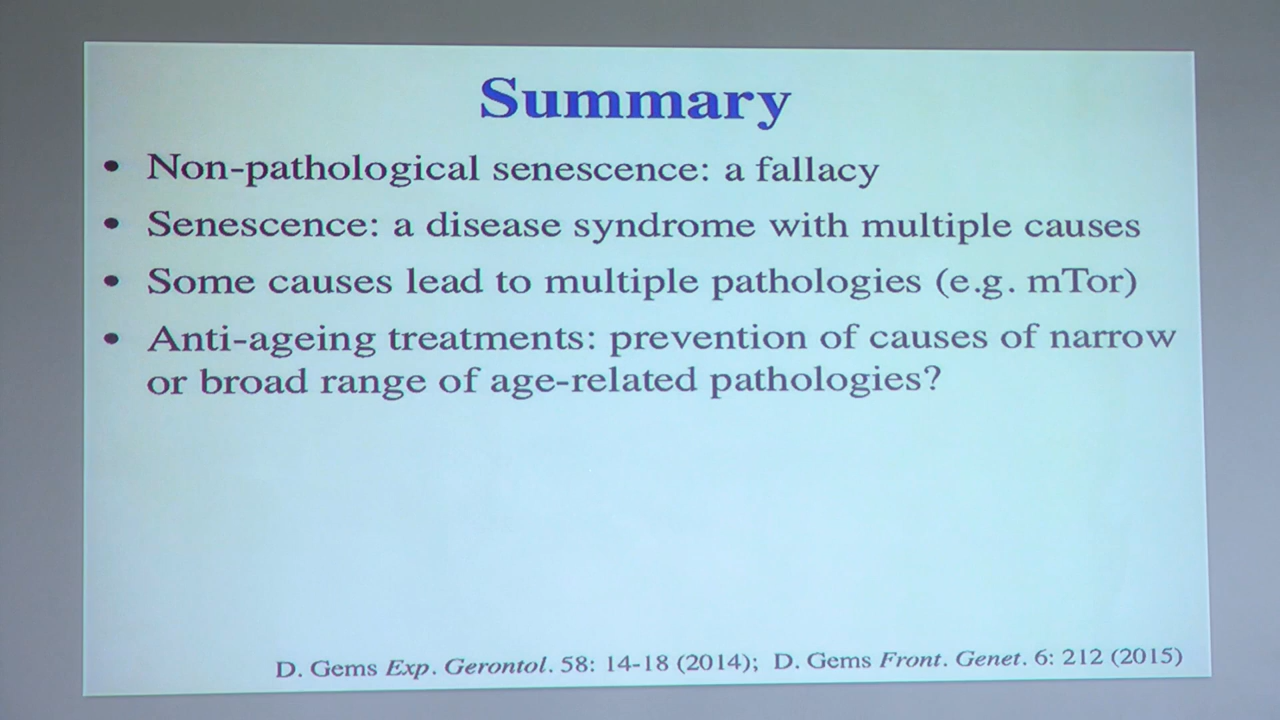 Summary
• Non-pathological senescence: a fallacy
• Senescence: a disease syndrome with multiple causes
• Some causes lead to multiple pathologies (e.g. mTor)
• Anti-ageing treatments: prevention of causes of narrow
or broad range of age-related pathologies?
D. Gems Exp. Gerontol. 58: 14-18 (2014); D. Gems Front. Genet. 6: 212 (2015)